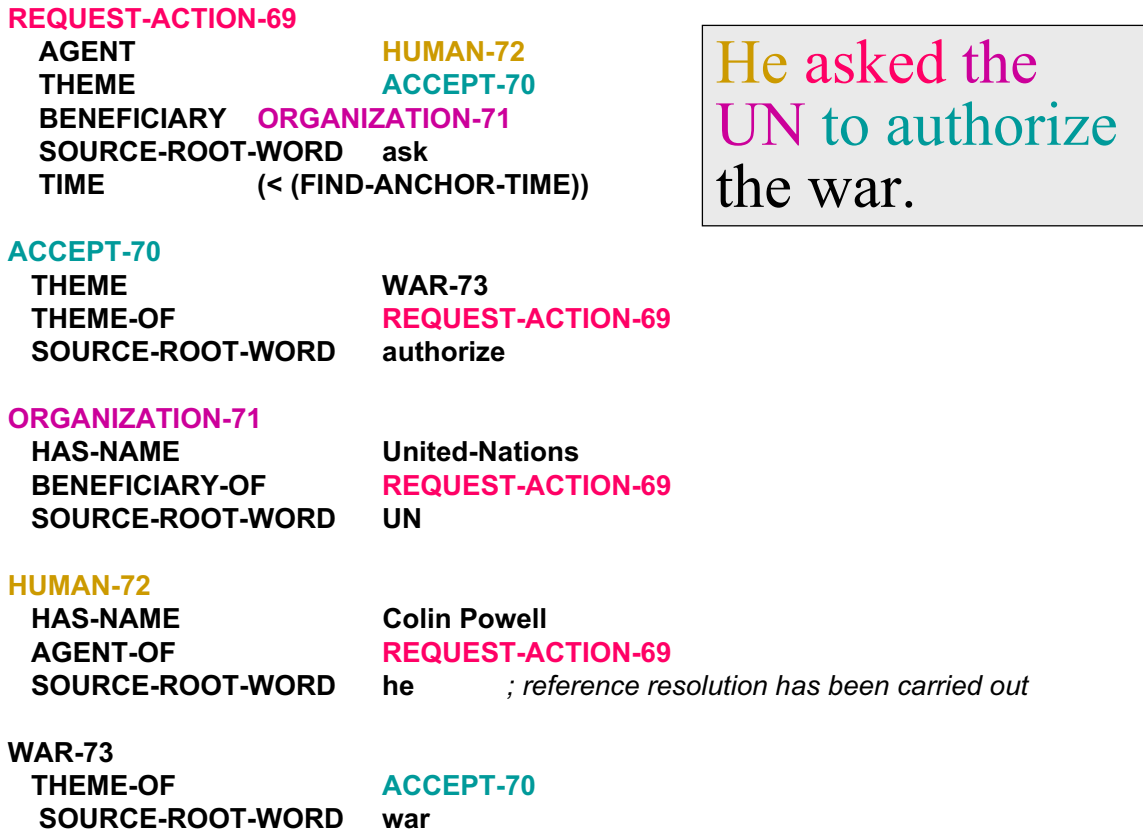 REQUEST-ACTION-69
AGENT HUMAN-72
THEME ACCEPT-70
BENEFICIARY ORGANIZATION-71
SOURCE-ROOT-WORD ask
TIME (< (FIND-ANCHOR-TIME))
He asked the
UN to authorize
the war.
ACCEPT-70
THEME WAR-73
THEME-OF REQUEST-ACTION-69
SOURCE-ROOT-WORD authorize
ORGANIZATION-71
HAS-NAME United-Nations
BENEFICIARY-OF REQUEST-ACTION-69
SOURCE-ROOT-WORD UN
HUMAN-72
HAS-NAME Colin Powell
AGENT-OF REQUEST-ACTION-69
SOURCE-ROOT-WORD he ; reference resolution has been carried out
WAR-73
THEME-OF ACCEPT-70
SOURCE-ROOT-WORD war